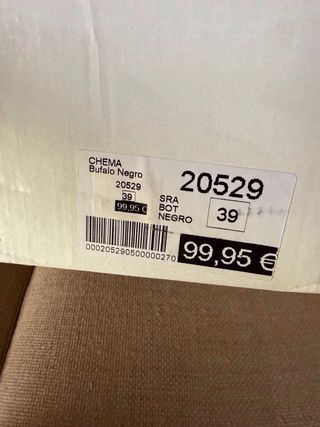 CHEMA
Bufalo Negro
20529
39
99,95 €
000205290500000270
20529
SRA
BOT
NEGRO
39
99,95 €